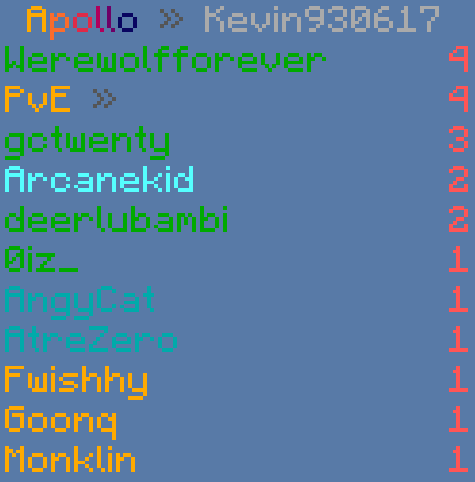 Apollo » Kevin930617
Werewolfforever 4
PvE » 4
gotwenty 3
Arcanekid 2
deerlubambi 2
0iz_ 1
AngyCat 1
AtreZero 1
Fwishhy 1
Goonq 1
Monklin 1